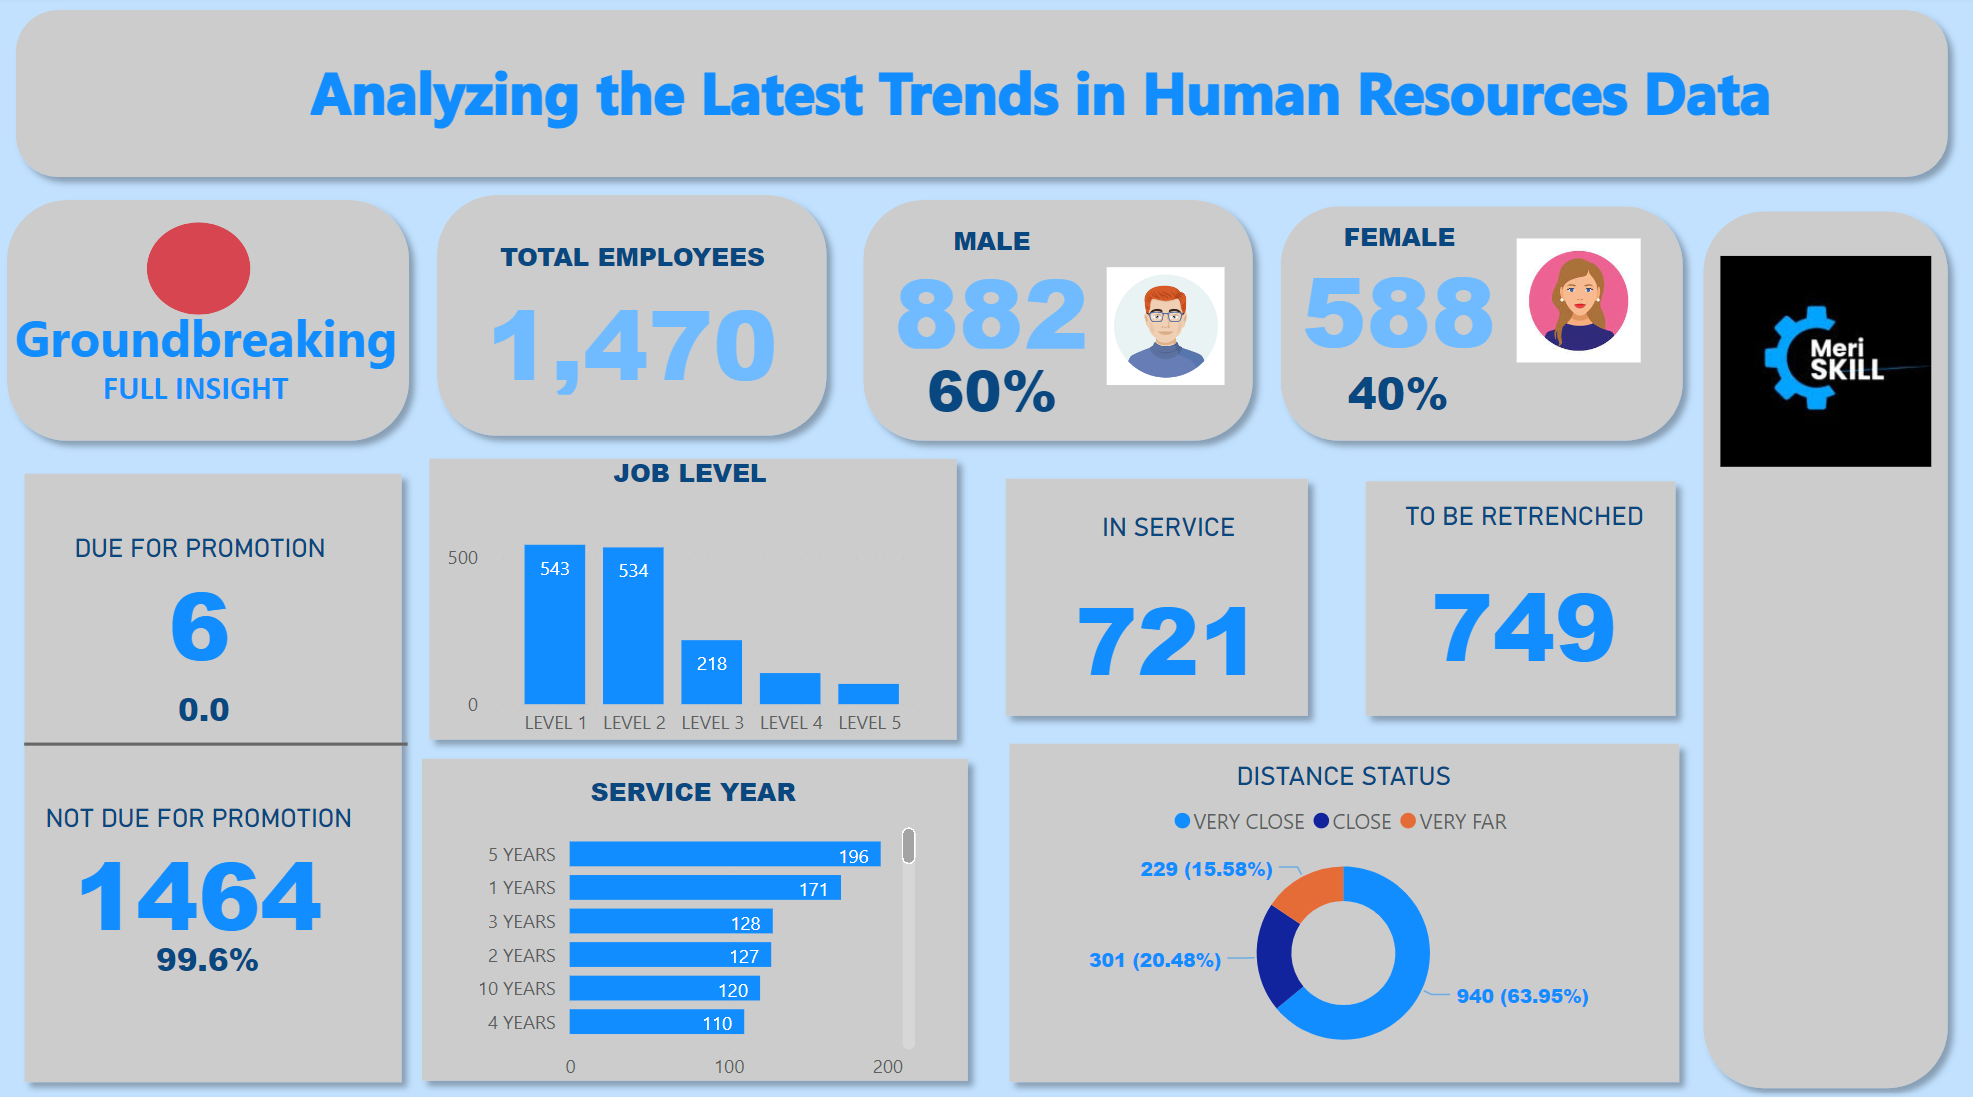 Analyzing the Latest Trends in Human Resources Data
Groundbreaking
FULL INSIGHT
TOTAL EMPLOYEES
1,470
MALE
882
60%
FEMALE
588
40%
Meri
SKILL
DUE FOR PROMOTION
6
0.0
NOT DUE FOR PROMOTION
1464
99.6%
JOB LEVEL
500
0
543
534
218
LEVEL 1
LEVEL 2
LEVEL 3
LEVEL 4
LEVEL 5
IN SERVICE
721
TO BE RETRENCHED
749
SERVICE YEAR
5 YEARS 196
1 YEARS 171
3 YEARS 128
2 YEARS 127
10 YEARS 120
4 YEARS 110
0 100 200
DISTANCE STATUS
VERY CLOSE CLOSE VERY FAR
229 (15.58%)
301 (20.48%)
940 (63.95%)